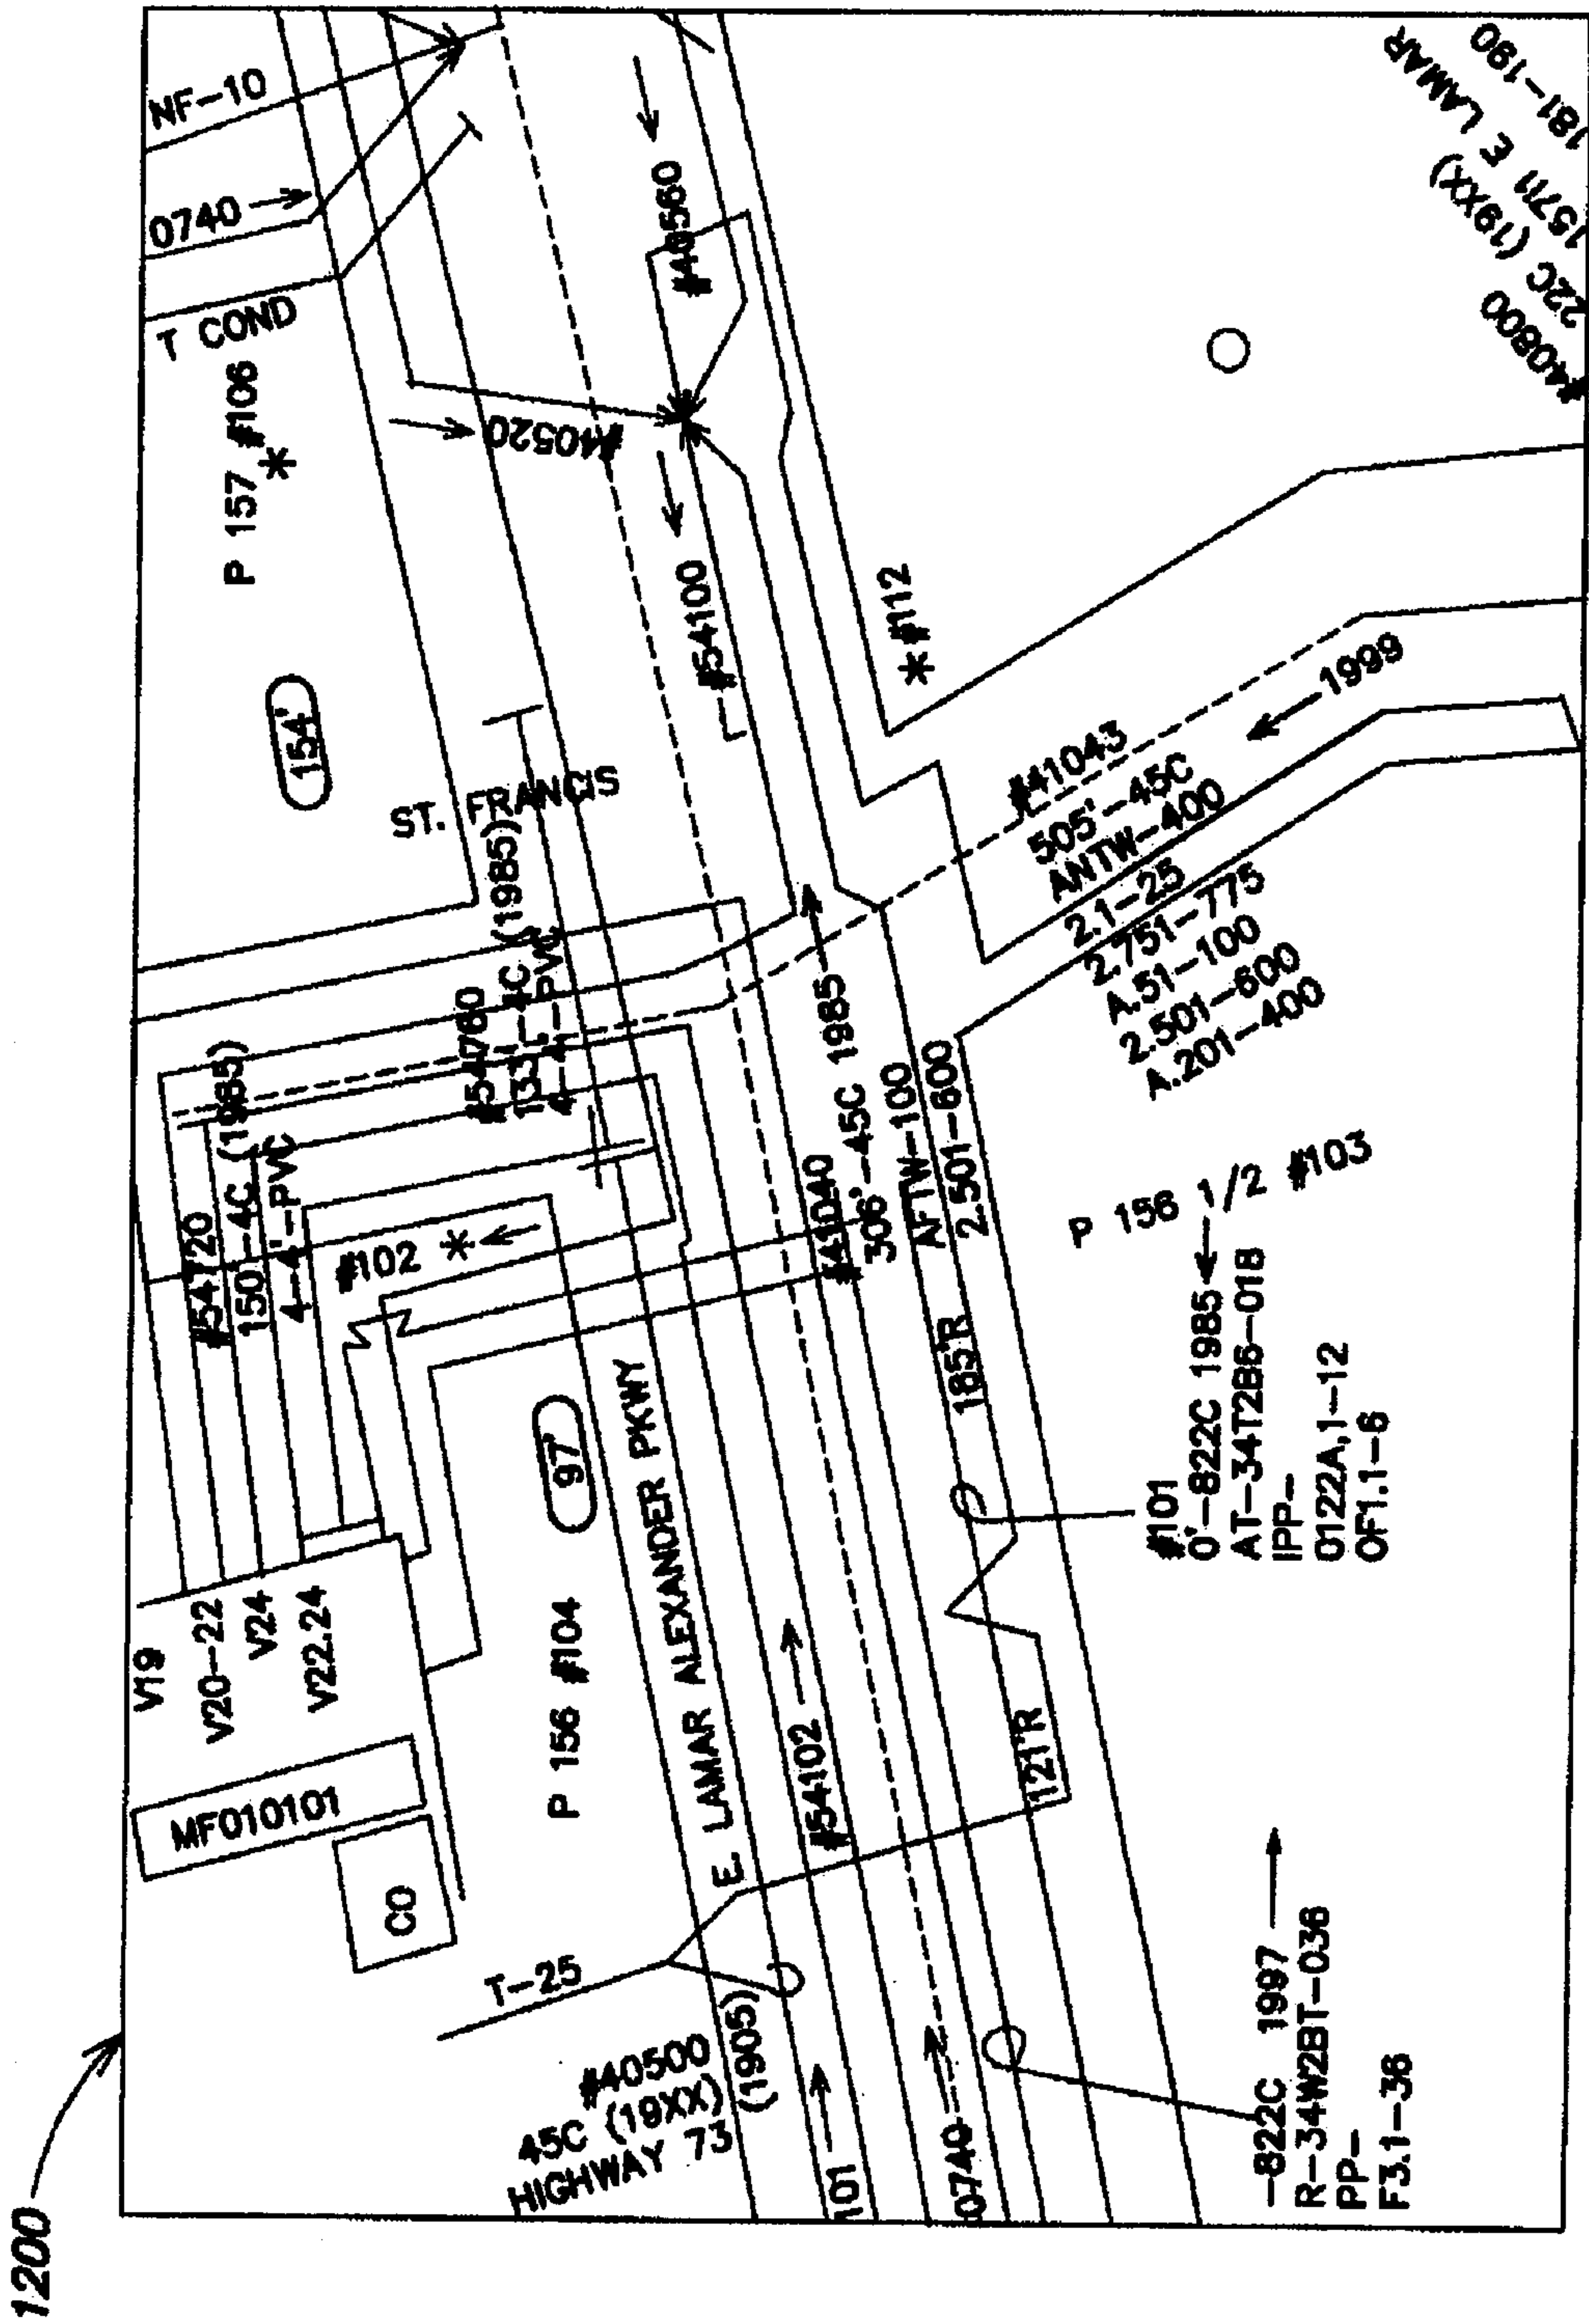 1200
V19
V20-22
V24
V22.24
MF010101
CO
#54720
150'-4C (1985)
4-4"-PVC
#102 *
P 156 #104
97'
T-25
#40500
45C (19XX)
HIGHWAY 73 (1905)
E. LAMAR ALEXANDER PKWY
#54780
133'-4C (1985)
4-4"-PVC
ST. FRANCIS
154'
P 157 #106
*
T COND
0740
NF-10
#40520
#40560
#54100
#54102
101
0740
121'R
185'R
#41040
306'-45C 1985
AFTW-100
2.501-600
* #112
#41043
505'-45C
ANTW-400
2.1-25
2.751-775
A.51-100
2.501-600
A.201-400
1999
P 156 1/2 #103
#101
0'-822C 1985
AT-34T2B6-018
IPP-
0122A,1-12
OF1.1-6
-822C 1997
R-34W2BT-036
PP-
F3.1-36
#40800
22C (19XX)
157 E LAMAR
181-190